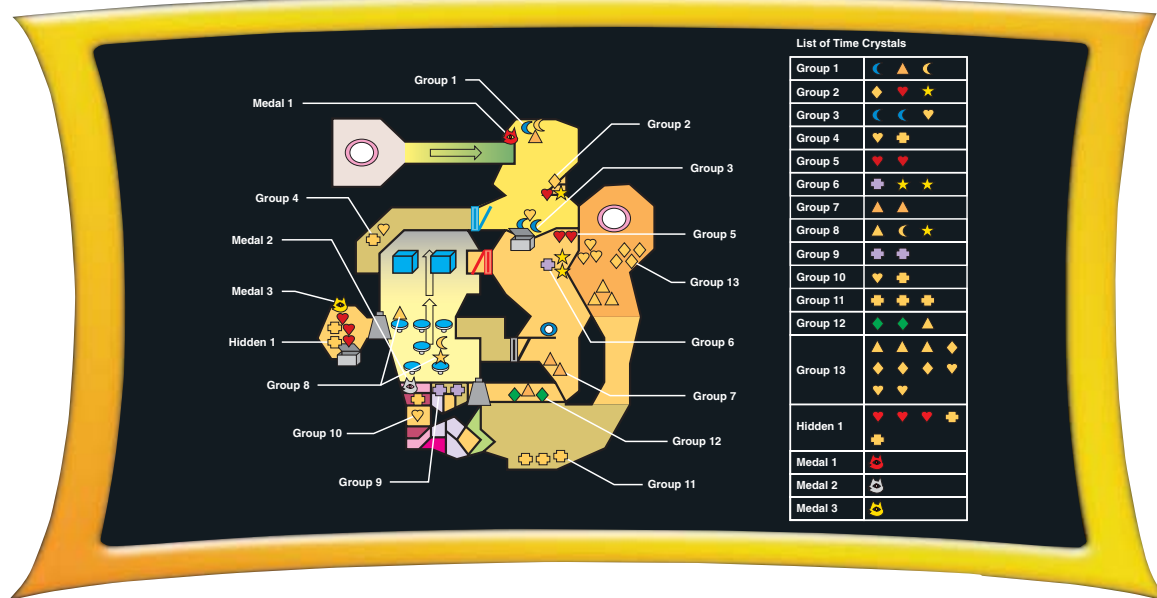 List of Time Crystals
Group 1
Medal 1
Group 2
Group 3
Group 4
Group 5
Medal 2
Group 13
Medal 3
Hidden 1
Group 6
Group 8
Group 7
Group 10
Group 12
Group 9
Group 11
Group 1
Group 2
Group 3
Group 4
Group 5
Group 6
Group 7
Group 8
Group 9
Group 10
Group 11
Group 12
Group 13
Hidden 1
Medal 1
Medal 2
Medal 3